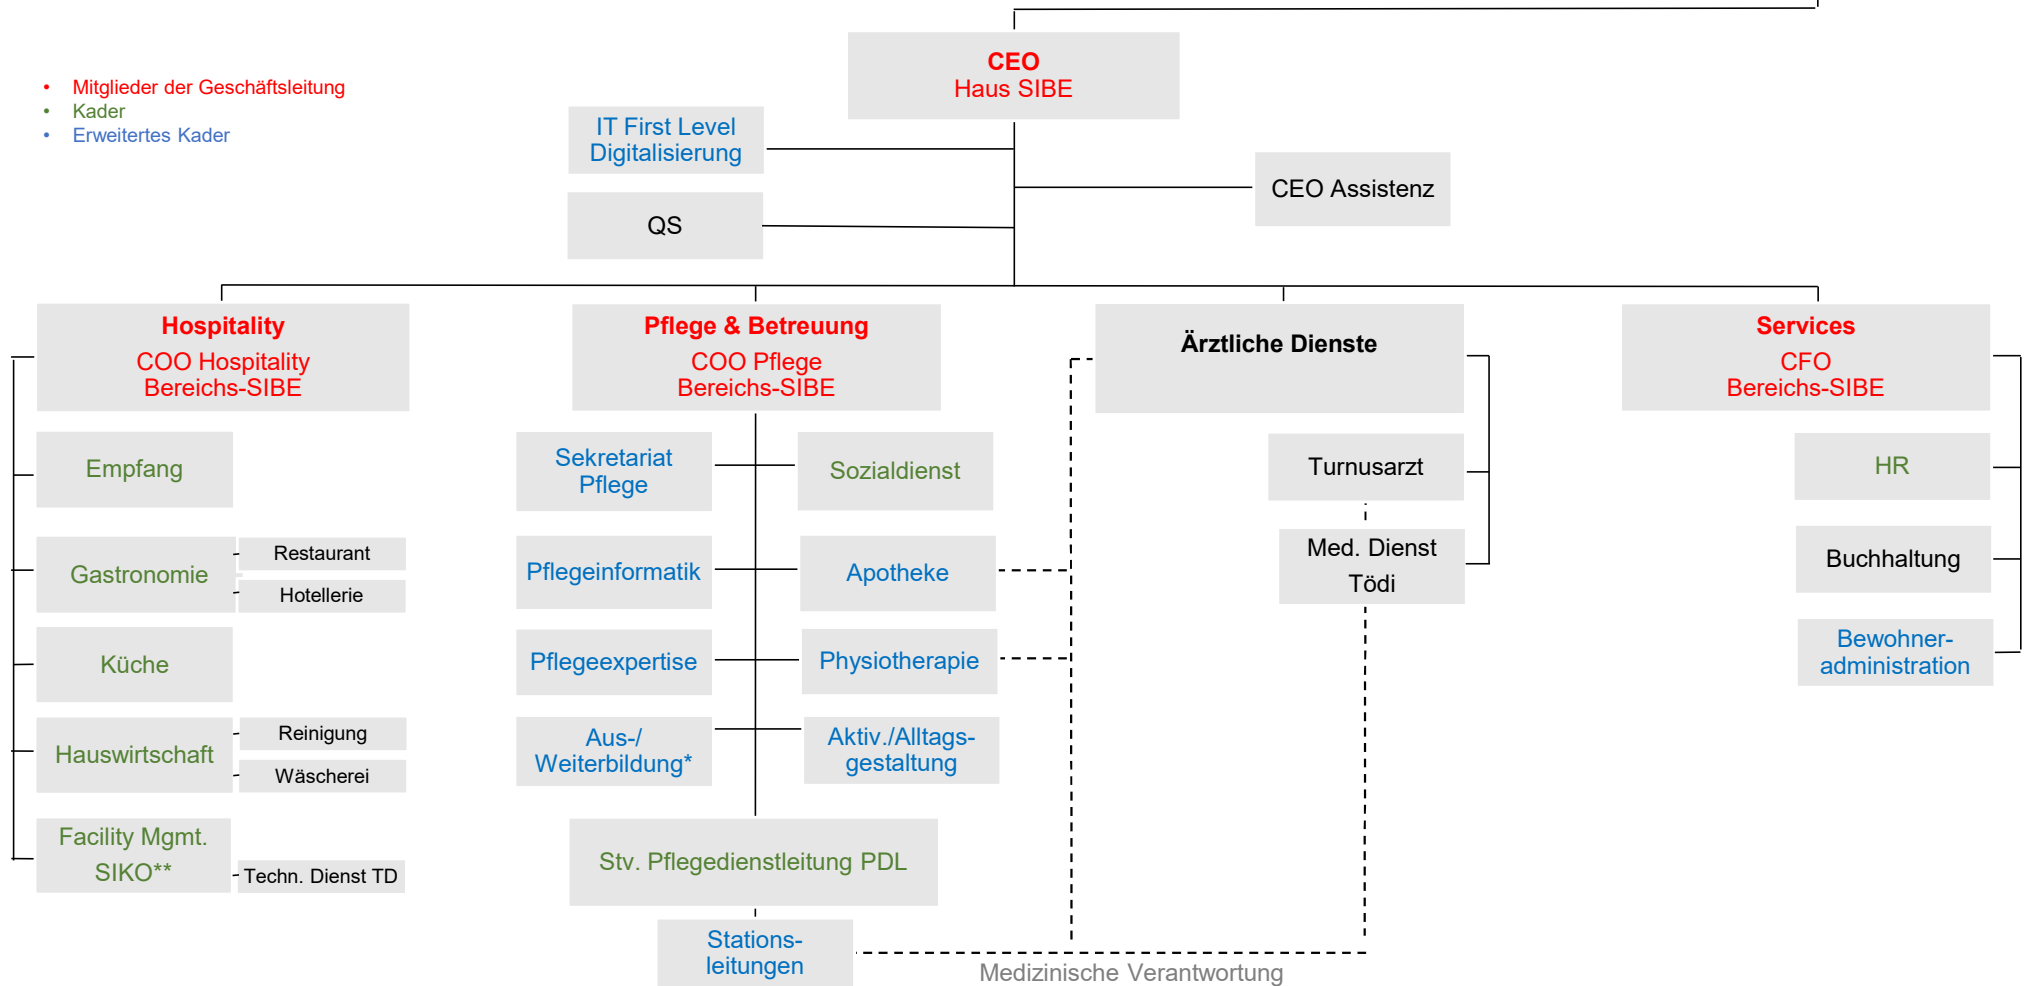 CEO
Haus SIBE
• Mitglieder der Geschäftsleitung
• Kader
• Erweitertes Kader
IT First Level
Digitalisierung
CEO Assistenz
QS
Hospitality
COO Hospitality
Bereichs-SIBE
Pflege & Betreuung
COO Pflege
Bereichs-SIBE
Ärztliche Dienste
Services
CFO
Bereichs-SIBE
Empfang
Gastronomie
Restaurant
Hotellerie
Küche
Hauswirtschaft
Reinigung
Wäscherei
Facility Mgmt.
SIKO**
Techn. Dienst TD
Sekretariat
Pflege
Sozialdienst
Pflegeinformatik
Apotheke
Pflegeexpertise
Physiotherapie
Aus-/
Weiterbildung*
Aktiv./Alltags-
gestaltung
Stv. Pflegedienstleitung PDL
Stations-
leitungen
Turnusarzt
Med. Dienst
Tödi
HR
Buchhaltung
Bewohner-
administration
Medizinische Verantwortung